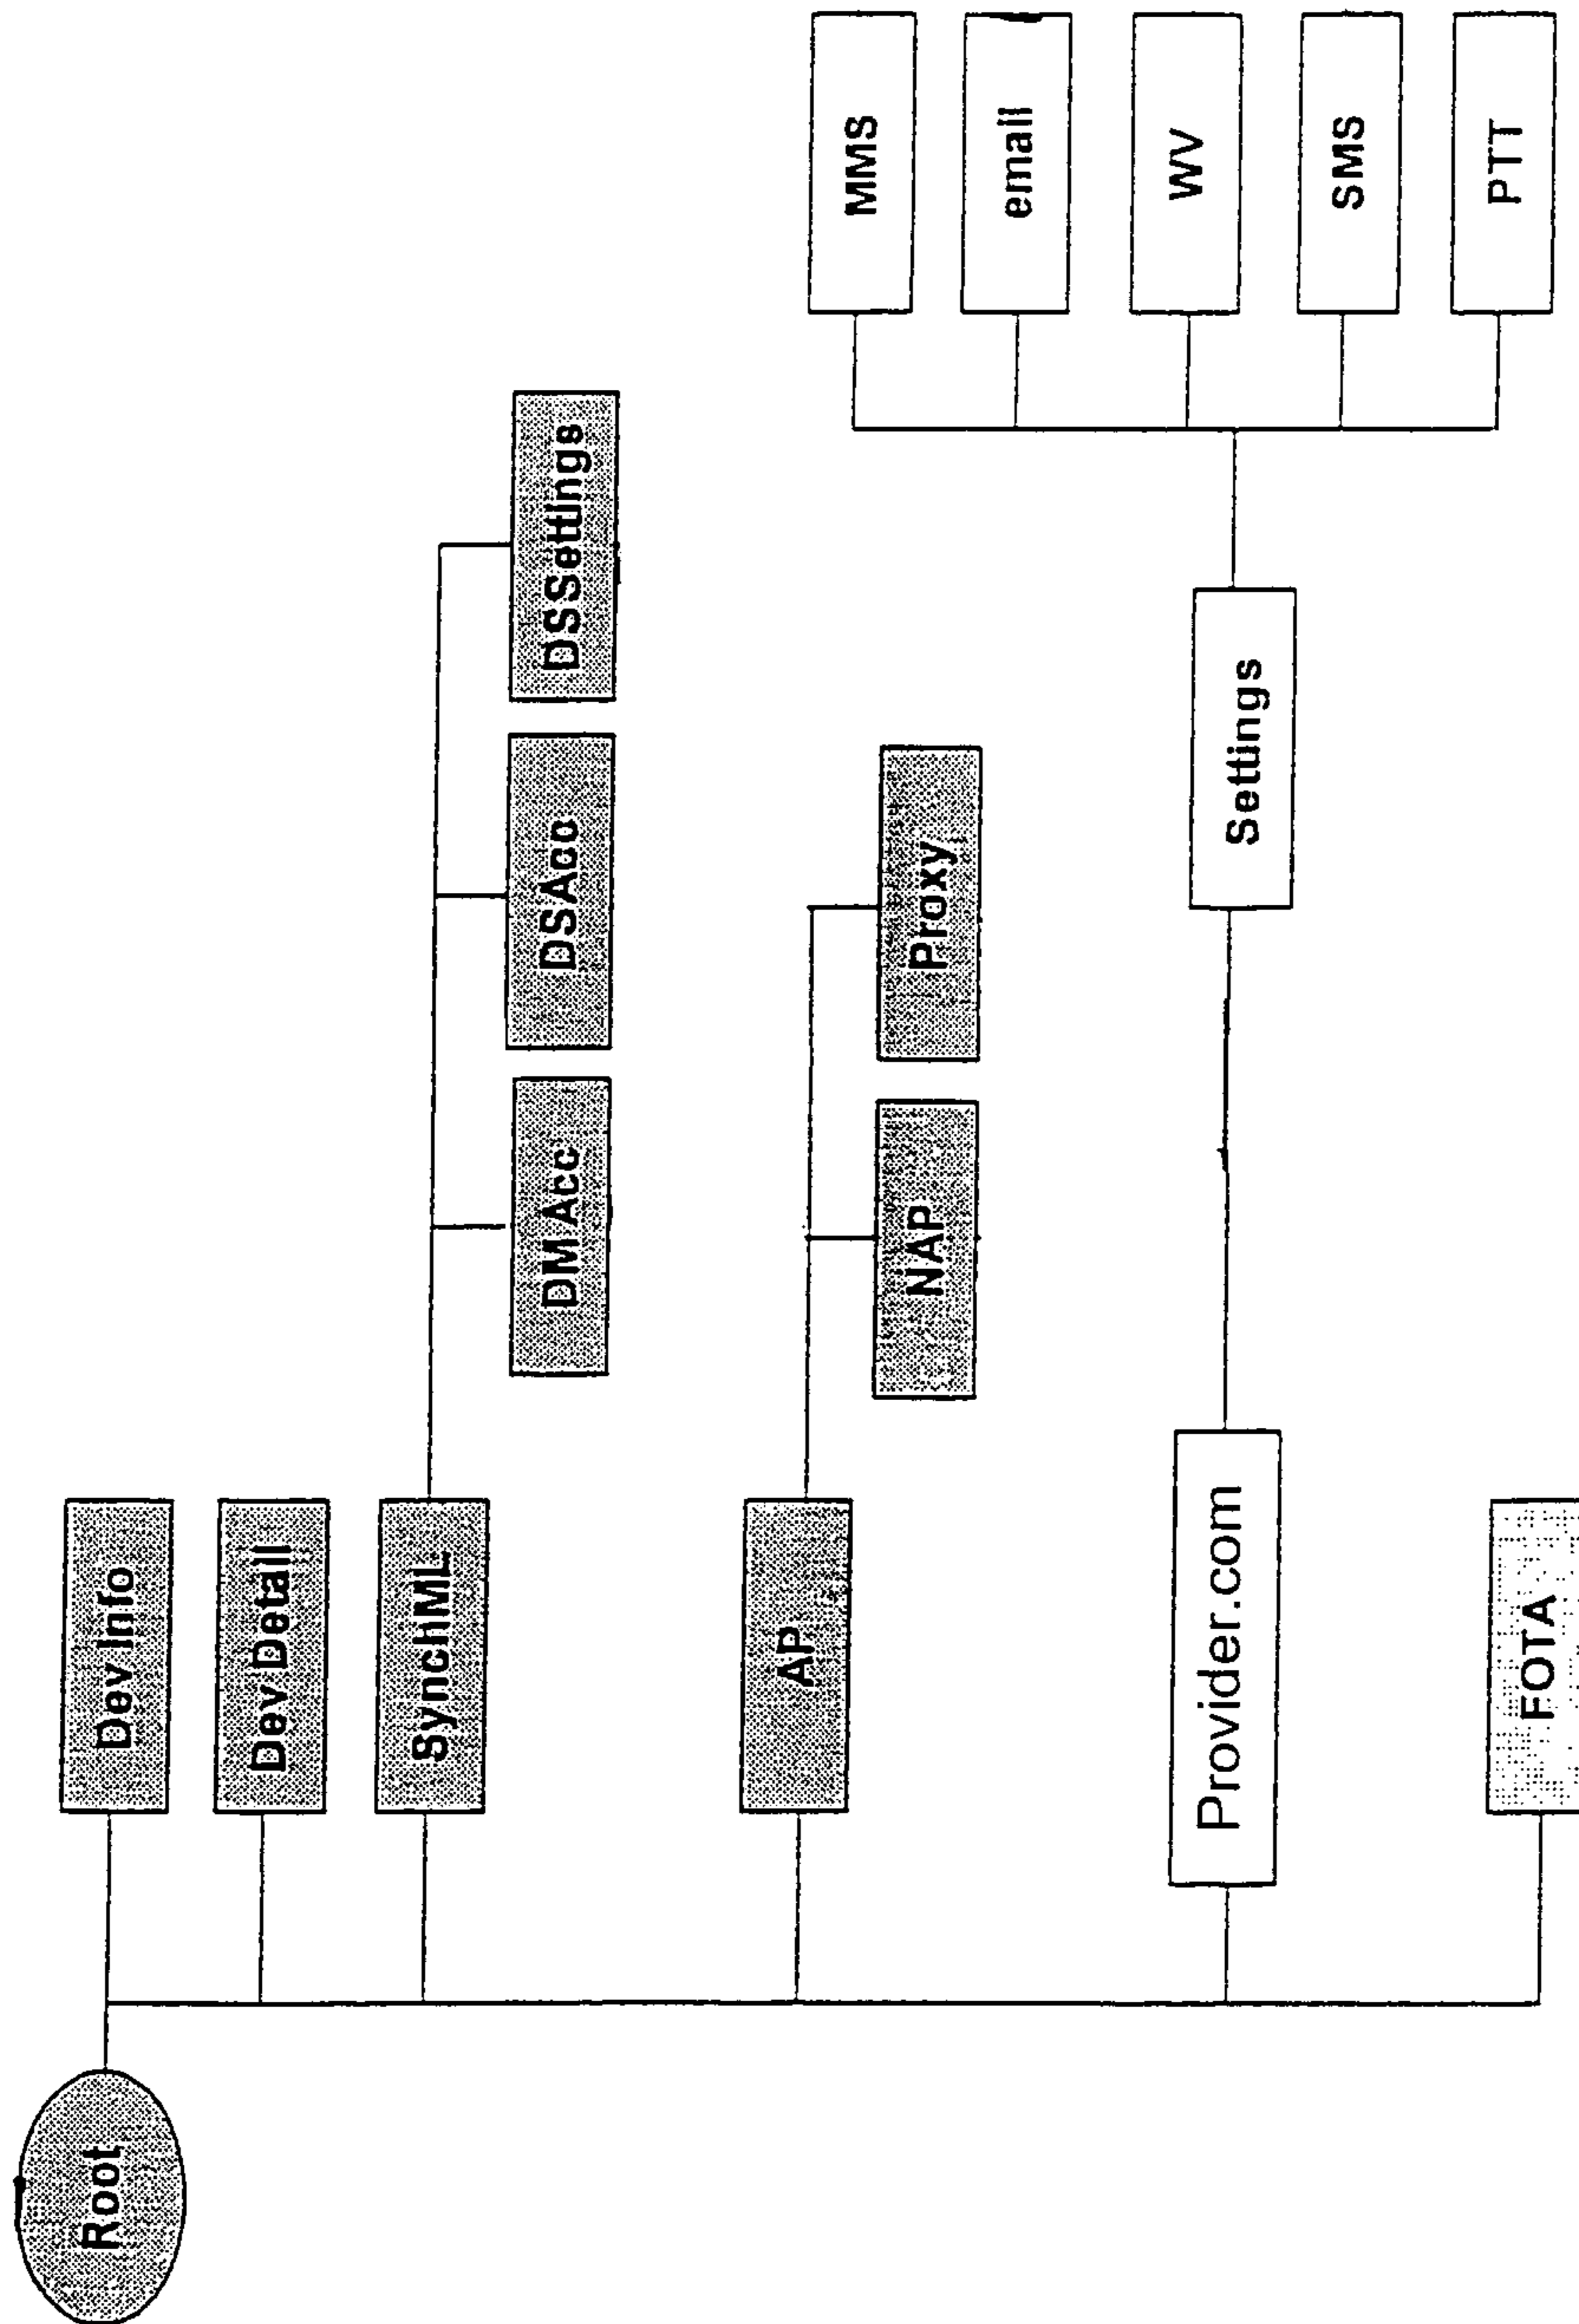 Root
Dev Info
Dev Detail
SynchML
DM Acc
DSAco
DSSettings
AP
NAP
Proxy
Provider.com
Settings
MMS
email
WV
SMS
PTT
FOTA